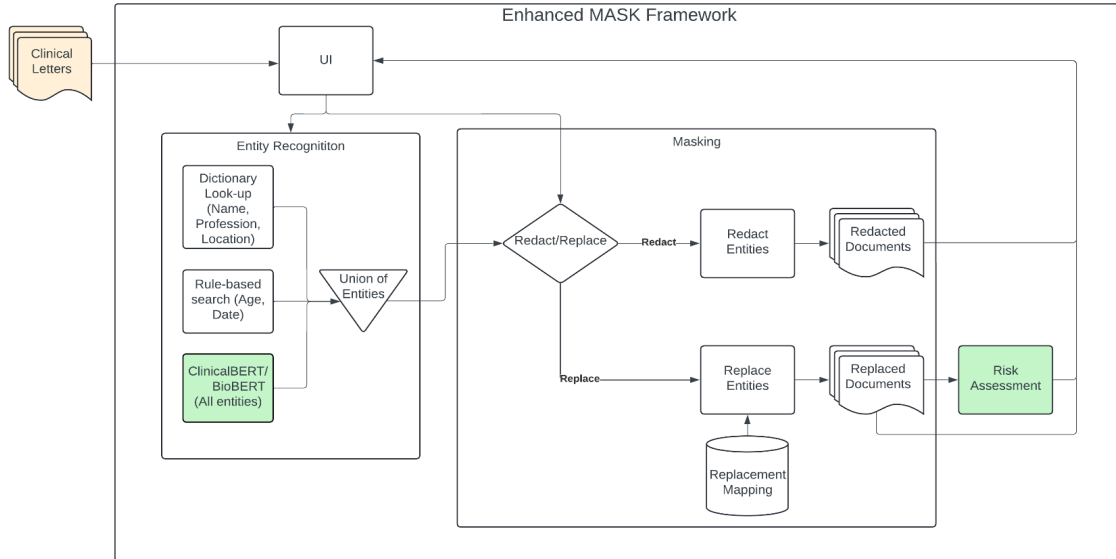 Enhanced MASK Framework
Clinical
Letters
UI
Entity Recognititon
Dictionary
Look-up
(Name,
Profession,
Location)
Rule-based
search (Age,
Date)
ClinicalBERT/
BioBERT
(All entities)
Union of
Entities
Masking
Redact/Replace
Redact
Redact
Entities
Redacted
Documents
Replace
Replace
Entities
Replaced
Documents
Risk
Assessment
Replacement
Mapping